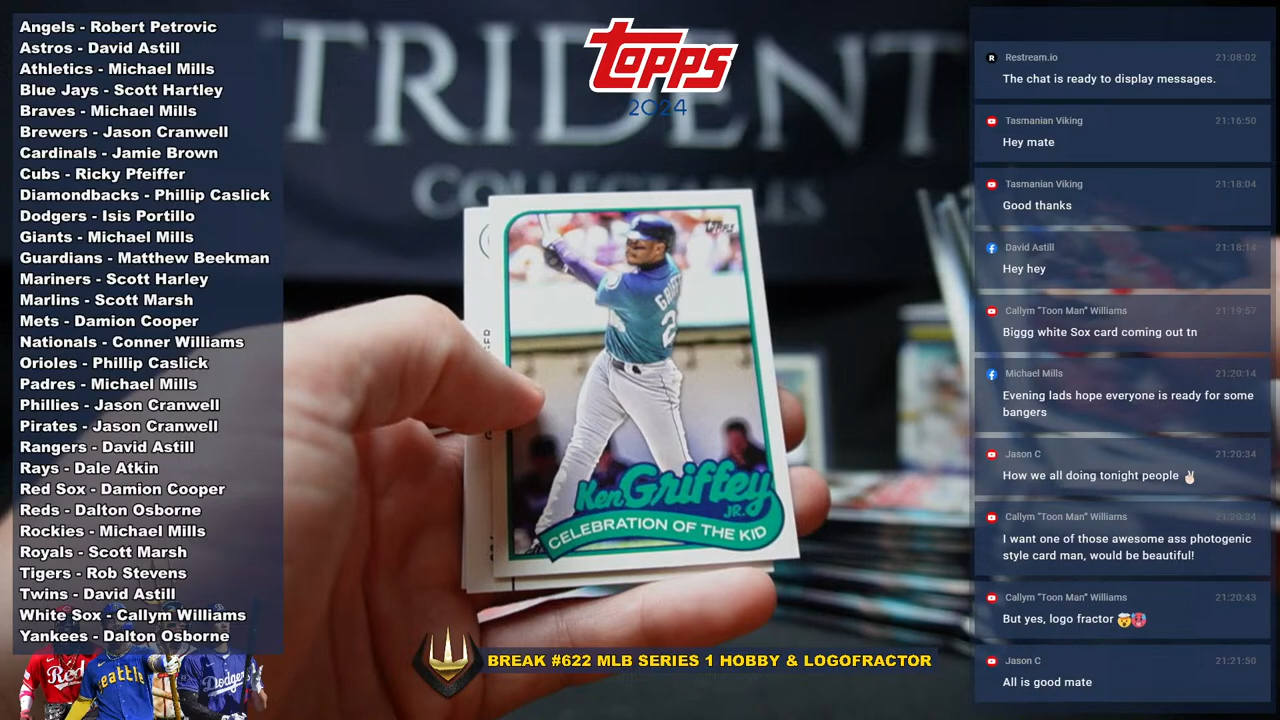 Angels - Robert Petrovic
Astros - David Astill
Athletics - Michael Mills
Blue Jays - Scott Hartley
Braves - Michael Mills
Brewers - Jason Cranwell
Cardinals - Jamie Brown
Cubs - Ricky Pfeiffer
Diamondbacks - Phillip Caslick
Dodgers - Isis Portillo
Giants - Michael Mills
Guardians - Matthew Beekman
Mariners - Scott Harley
Marlins - Scott Marsh
Mets - Damion Cooper
Nationals - Conner Williams
Orioles - Phillip Caslick
Padres - Michael Mills
Phillies - Jason Cranwell
Pirates - Jason Cranwell
Rangers - David Astill
Rays - Dale Atkin
Red Sox - Damion Cooper
Reds - Dalton Osborne
Rockies - Michael Mills
Royals - Scott Marsh
Tigers - Rob Stevens
Twins - David Astill
White Sox - Callym Williams
Yankees - Dalton Osborne
Red
seattle
Dodgers
TRIDENT
COLLECTABLES
topps
2024
Topps
GRIFF
2
Ken Griffey
JR.
CELEBRATION OF THE KID
BREAK #622 MLB SERIES 1 HOBBY & LOGOFRACTOR
R Restream.io 21:08:02
The chat is ready to display messages.
Tasmanian Viking 21:16:50
Hey mate
Tasmanian Viking 21:18:04
Good thanks
David Astill 21:18:14
Hey hey
Callym "Toon Man" Williams 21:19:57
Biggg white Sox card coming out tn
Michael Mills 21:20:14
Evening lads hope everyone is ready for some
bangers
Jason C 21:20:34
How we all doing tonight people ✌🏻
Callym "Toon Man" Williams 21:20:34
I want one of those awesome ass photogenic
style card man, would be beautiful!
Callym "Toon Man" Williams 21:20:43
But yes, logo fractor 🤯🥵
Jason C 21:21:50
All is good mate